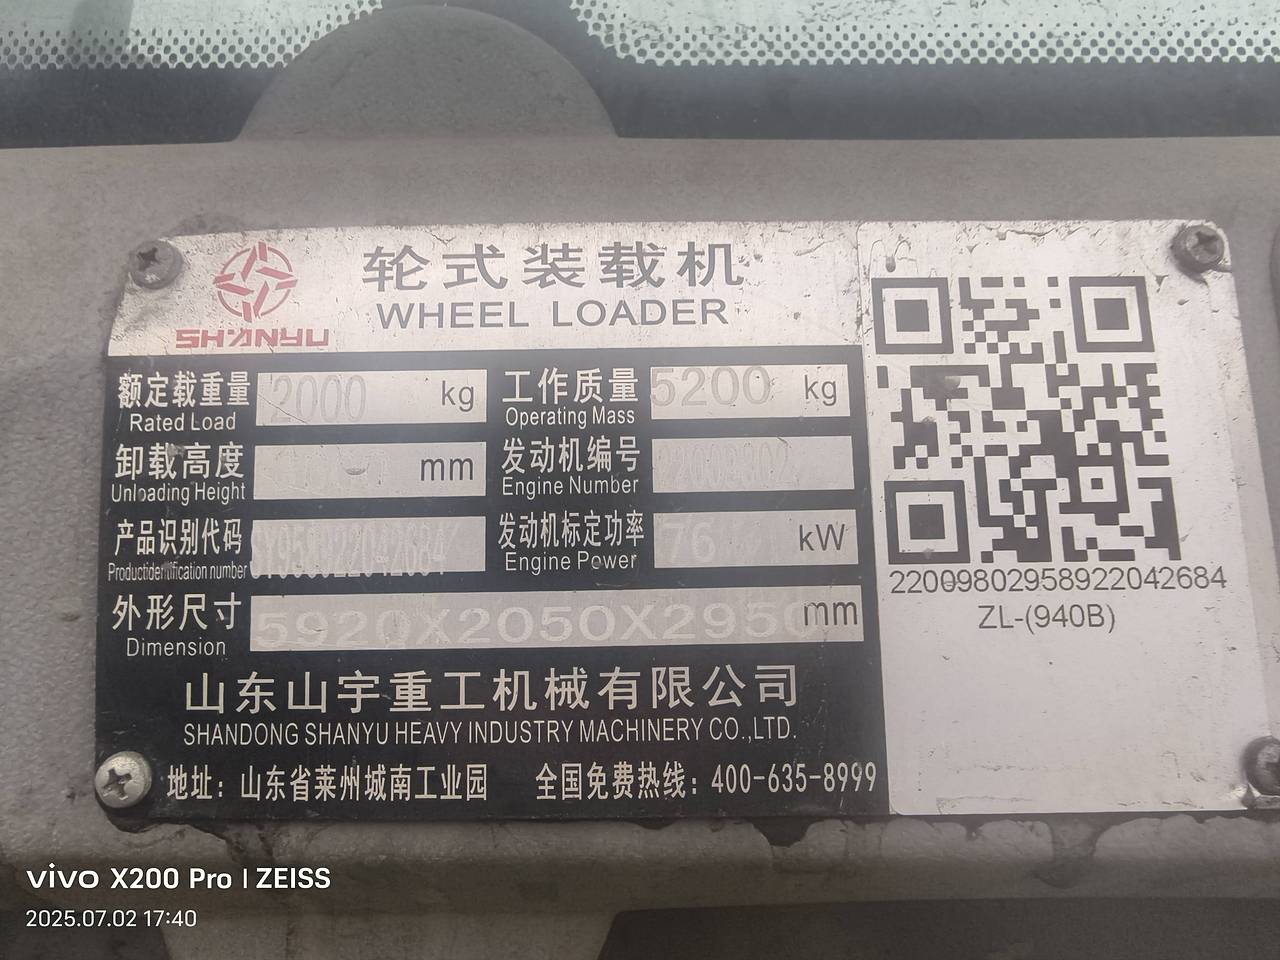 SHANYU
轮式装载机
WHEEL LOADER
额定载重量 2000 kg 工作质量 5200 kg
Rated Load Operating Mass
卸载高度 mm 发动机编号
Unloading Height Engine Number
产品识别代码 发动机标定功率 76 kW
Productidentification number Engine Power
外形尺寸 5920X2050X2950 mm
Dimension
山东山宇重工机械有限公司
SHANDONG SHANYU HEAVY INDUSTRY MACHINERY CO.,LTD.
地址：山东省莱州城南工业园 全国免费热线：400-635-8999
22009802958922042684
ZL-(940B)
vivo X200 Pro | ZEISS
2025.07.02 17:40